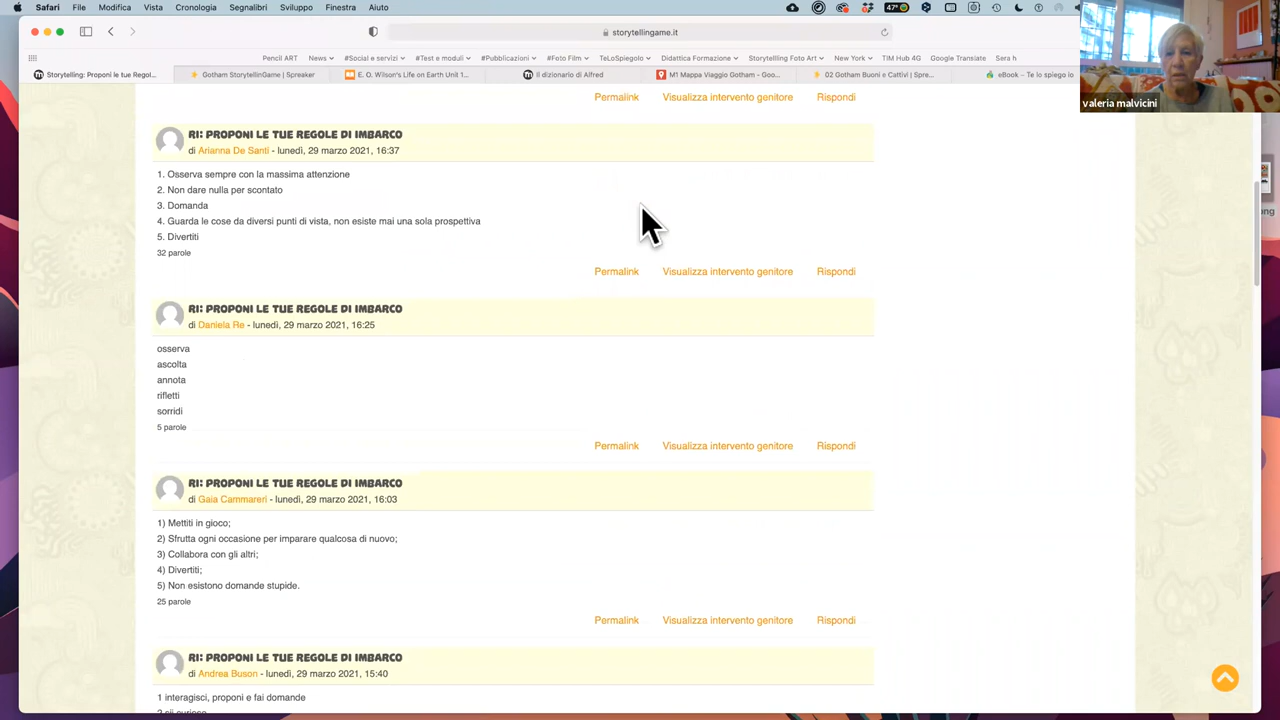 Safari File Modifica Vista Cronologia Segnalibri Sviluppo Finestra Aiuto 47°
storytellingame.it
Pencil ART News #Social e servizi #Test e moduli #Pubblicazioni #Foto Film TeLoSpiegolo Didattica Formazione Storytelling Foto Art New York TIM Hub 4G Google Translate Sera h
Storytelling: Proponi le tue Regol... Gotham StorytellinGame | Spreaker E. O. Wilson's Life on Earth Unit 1... Il dizionario di Alfred M1 Mappa Viaggio Gotham - Goo... 02 Gotham Buoni e Cattivi | Spre... eBook – Te lo spiego lo
valeria malvicini
Permalink Visualizza intervento genitore Rispondi
RI: PROPONI LE TUE REGOLE DI IMBARCO
di Arianna De Santi - lunedì, 29 marzo 2021, 16:37
1. Osserva sempre con la massima attenzione
2. Non dare nulla per scontato
3. Domanda
4. Guarda le cose da diversi punti di vista, non esiste mai una sola prospettiva
5. Divertiti
32 parole
Permalink Visualizza intervento genitore Rispondi
RI: PROPONI LE TUE REGOLE DI IMBARCO
di Daniela Re - lunedì, 29 marzo 2021, 16:25
osserva
ascolta
annota
rifletti
sorridi
5 parole
Permalink Visualizza intervento genitore Rispondi
RI: PROPONI LE TUE REGOLE DI IMBARCO
di Gaia Cammareri - lunedì, 29 marzo 2021, 16:03
1) Mettiti in gioco;
2) Sfrutta ogni occasione per imparare qualcosa di nuovo;
3) Collabora con gli altri;
4) Divertiti;
5) Non esistono domande stupide.
25 parole
Permalink Visualizza intervento genitore Rispondi
RI: PROPONI LE TUE REGOLE DI IMBARCO
di Andrea Buson - lunedì, 29 marzo 2021, 15:40
1 interagisci, proponi e fai domande
2 sii curioso